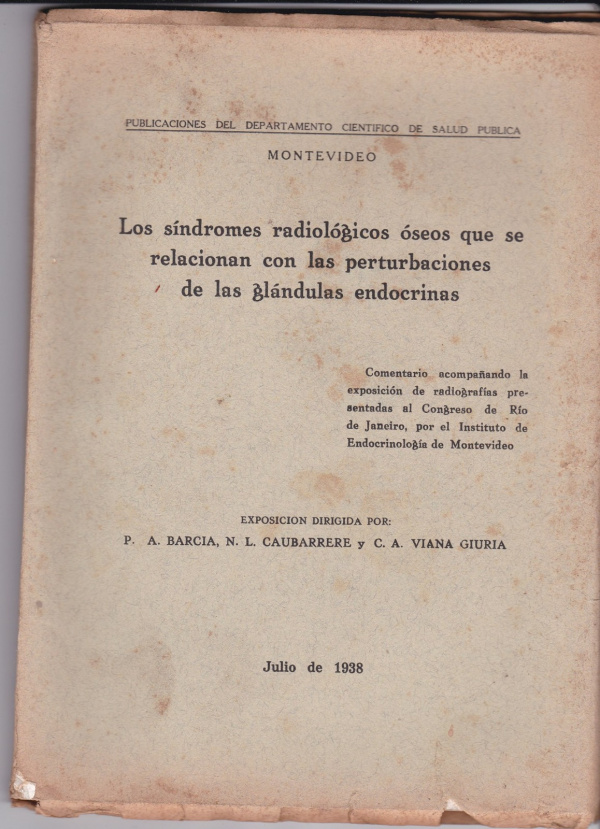 PUBLICACIONES DEL DEPARTAMENTO CIENTIFICO DE SALUD PUBLICA
MONTEVIDEO
Los síndromes radiológicos óseos que se
relacionan con las perturbaciones
de las glándulas endocrinas
Comentario acompañando la
exposición de radiografías pre-
sentadas al Congreso de Río
de Janeiro, por el Instituto de
Endocrinología de Montevideo
EXPOSICION DIRIGIDA POR:
P. A. BARCIA, N. L. CAUBARRERE y C. A. VIANA GIURIA
Julio de 1938